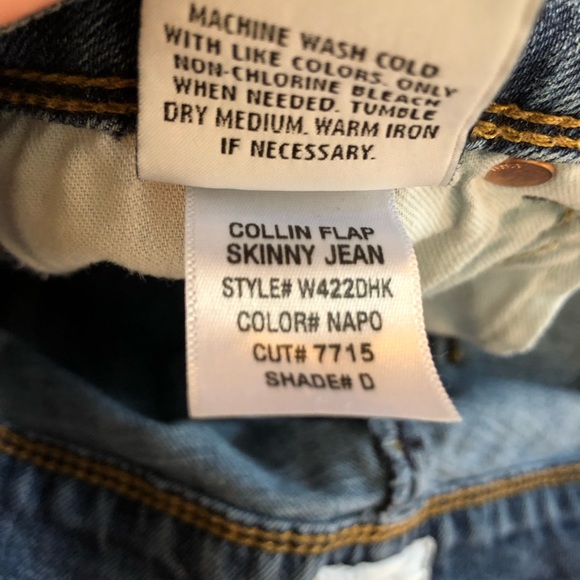 MACHINE WASH COLD
WITH LIKE COLORS. ONLY
NON-CHLORINE BLEACH
WHEN NEEDED. TUMBLE
DRY MEDIUM. WARM IRON
IF NECESSARY.
COLLIN FLAP
SKINNY JEAN
STYLE# W422DHK
COLOR# NAPO
CUT# 7715
SHADE# D